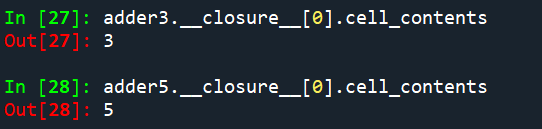 In [27]: adder3.__closure__[0].cell_contents
Out[27]: 3
In [28]: adder5.__closure__[0].cell_contents
Out[28]: 5